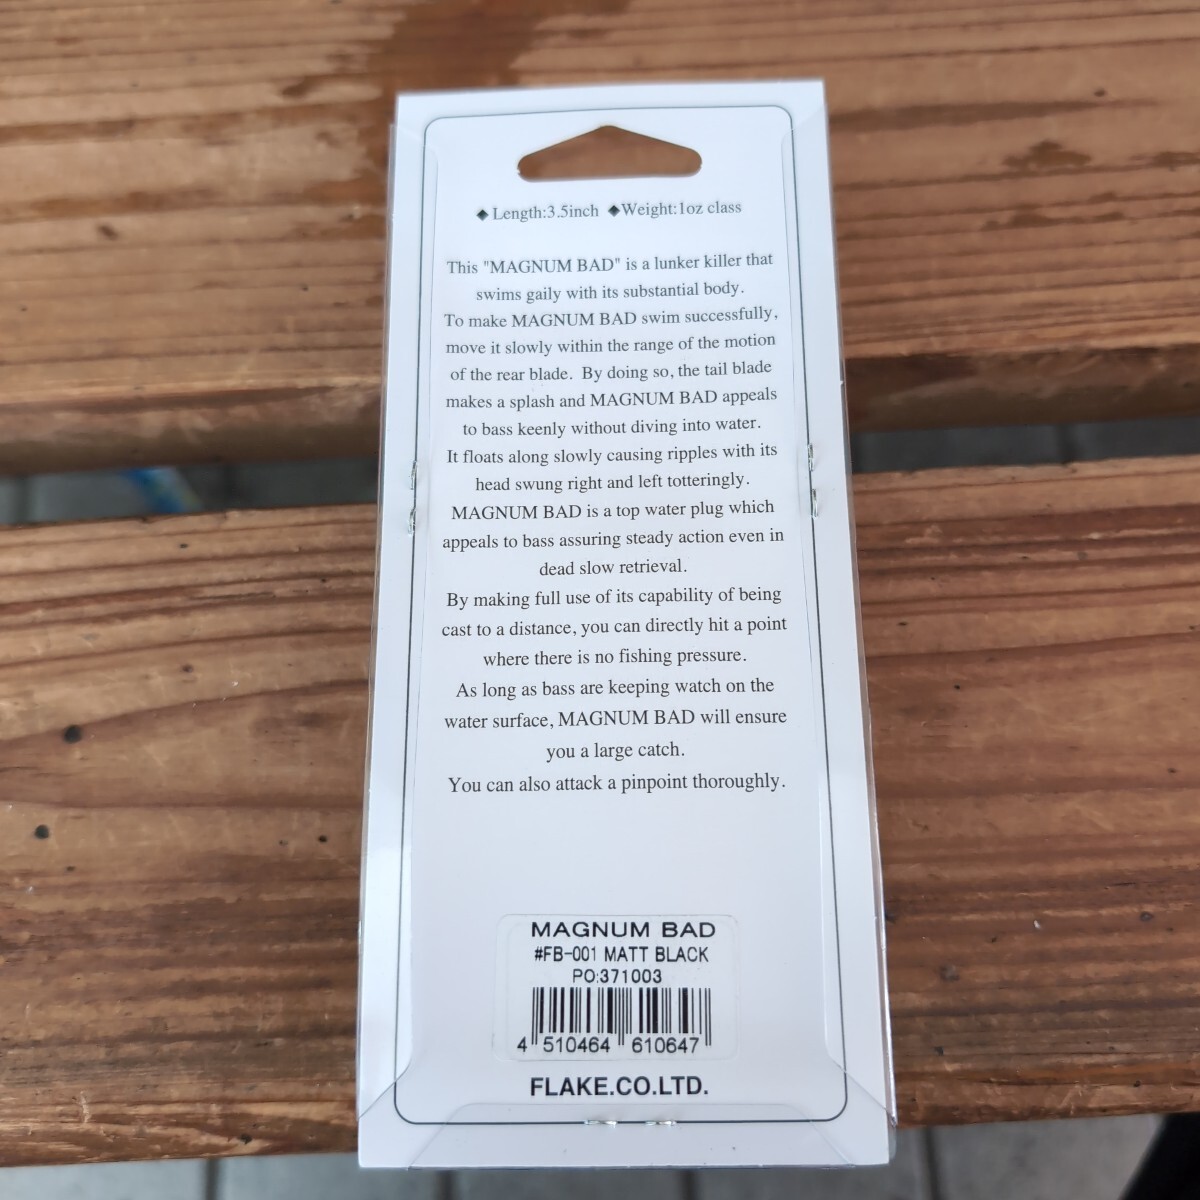 ◆Length:3.5inch ◆Weight:1oz class
This "MAGNUM BAD" is a lunker killer that
swims gaily with its substantial body.
To make MAGNUM BAD swim successfully,
move it slowly within the range of the motion
of the rear blade. By doing so, the tail blade
makes a splash and MAGNUM BAD appeals
to bass keenly without diving into water.
It floats along slowly causing ripples with its
head swung right and left totteringly.
MAGNUM BAD is a top water plug which
appeals to bass assuring steady action even in
dead slow retrieval.
By making full use of its capability of being
cast to a distance, you can directly hit a point
where there is no fishing pressure.
As long as bass are keeping watch on the
water surface, MAGNUM BAD will ensure
you a large catch.
You can also attack a pinpoint thoroughly.
MAGNUM BAD
#FB-001 MATT BLACK
PO:371003
4 510464 610647
FLAKE.CO.LTD.